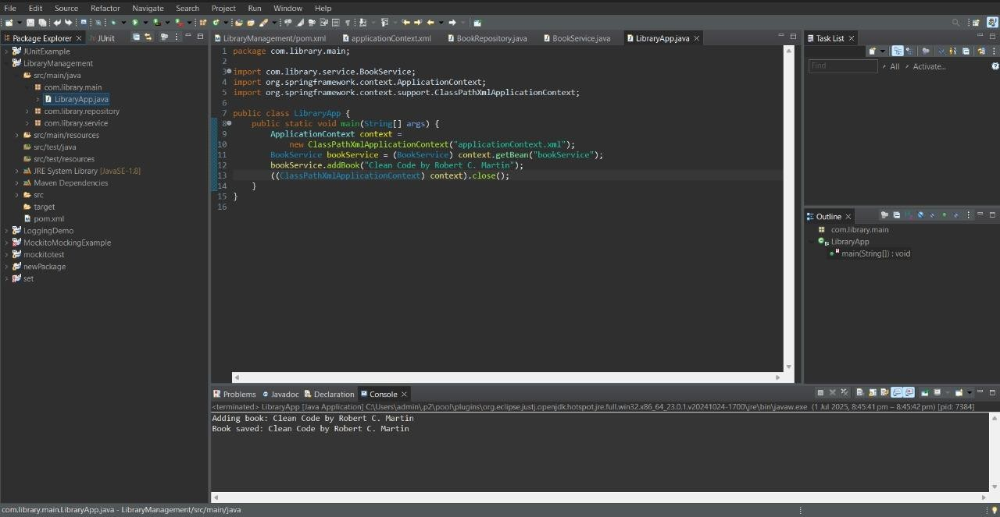 File Edit Source Refactor Navigate Search Project Run Window Help
Package Explorer JUnit
JUnitExample
LibraryManagement
src/main/java
com.library.main
LibraryApp.java
com.library.repository
com.library.service
src/main/resources
src/test/java
src/test/resources
JRE System Library [JavaSE-1.8]
Maven Dependencies
src
target
pom.xml
LoggingDemo
MockitoMockingExample
mockitotest
newPackage
set
LibraryManagement/pom.xml applicationContext.xml BookRepository.java BookService.java LibraryApp.java
1 package com.library.main;
2
3 import com.library.service.BookService;
4 import org.springframework.context.ApplicationContext;
5 import org.springframework.context.support.ClassPathXmlApplicationContext;
6
7 public class LibraryApp {
8 public static void main(String[] args) {
9 ApplicationContext context =
10 new ClassPathXmlApplicationContext("applicationContext.xml");
11 BookService bookService = (BookService) context.getBean("bookService");
12 bookService.addBook("Clean Code by Robert C. Martin");
13 ((ClassPathXmlApplicationContext) context).close();
14 }
15 }
16
Task List
Find All Activate...
Outline
com.library.main
LibraryApp
main(String[]) : void
Problems Javadoc Declaration Console
<terminated> LibraryApp [Java Application] C:\Users\admin\.p2\pool\plugins\org.eclipse.justj.openjdk.hotspot.jre.full.win32.x86_64_23.0.1.v20241024-1700\jre\bin\javaw.exe (1 Jul 2025, 8:45:41 pm – 8:45:42 pm) [pid: 7384]
Adding book: Clean Code by Robert C. Martin
Book saved: Clean Code by Robert C. Martin
com.library.main.LibraryApp.java - LibraryManagement/src/main/java